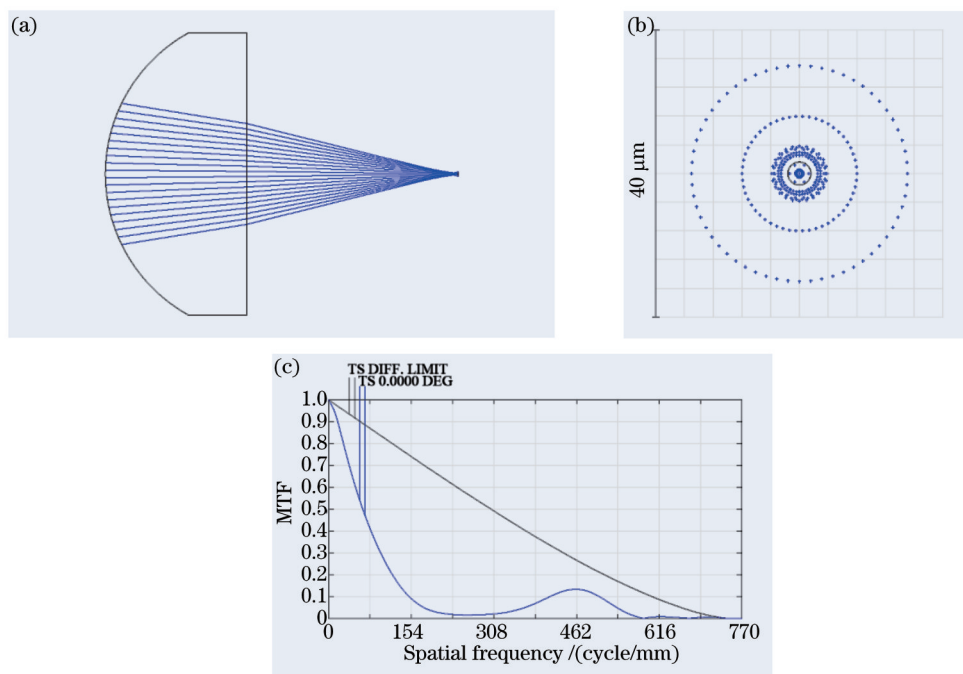 (a)
(b)
40 μm
(c)
TS DIFF. LIMIT
TS 0.0000 DEG
1.0
0.9
0.8
0.7
0.6
0.5
0.4
0.3
0.2
0.1
0
MTF
0 154 308 462 616 770
Spatial frequency /(cycle/mm)